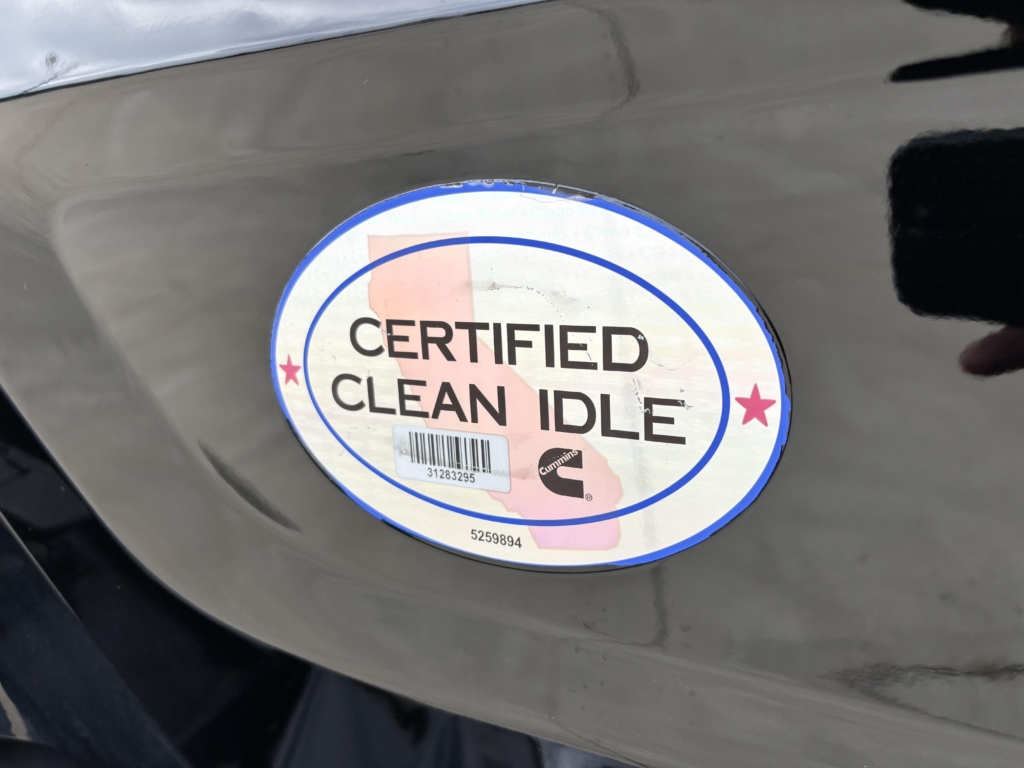 CERTIFIED
CLEAN IDLE
31283295
Cummins
®
5259894